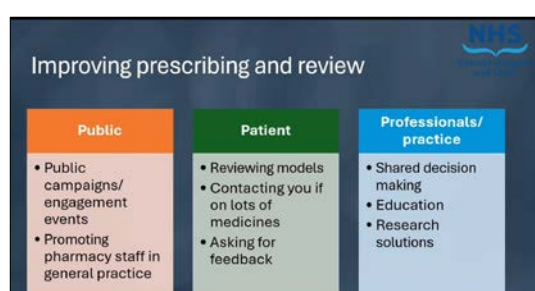 NHS
Improving prescribing and review
Public
• Public
campaigns/
engagement
events
• Promoting
pharmacy staff in
general practice
Patient
• Reviewing models
• Contacting you if
on lots of
medicines
• Asking for
feedback
Professionals/
practice
• Shared decision
making
• Education
• Research
solutions